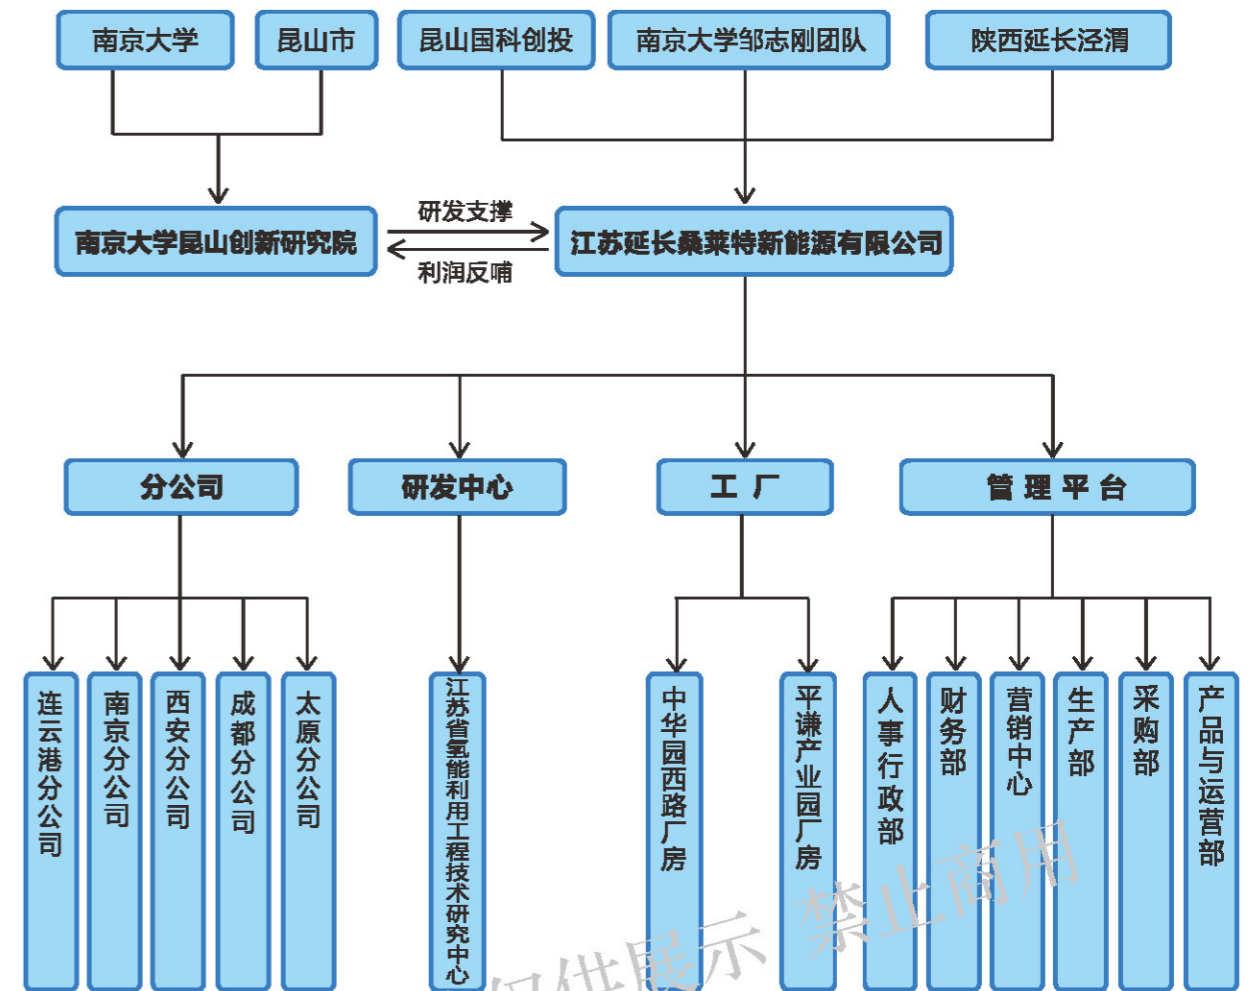 南京大学
昆山市
昆山国科创投
南京大学邹志刚团队
陕西延长泾渭
研发支撑
南京大学昆山创新研究院
江苏延长桑莱特新能源有限公司
利润反哺
分公司
研发中心
工厂
管理平台
连云港分公司
南京分公司
西安分公司
成都分公司
太原分公司
江苏省氢能利用工程技术研究中心
中华园西路厂房
平谦产业园厂房
人事行政部
财务部
营销中心
生产部
采购部
产品与运营部
仅供展示 禁止商用